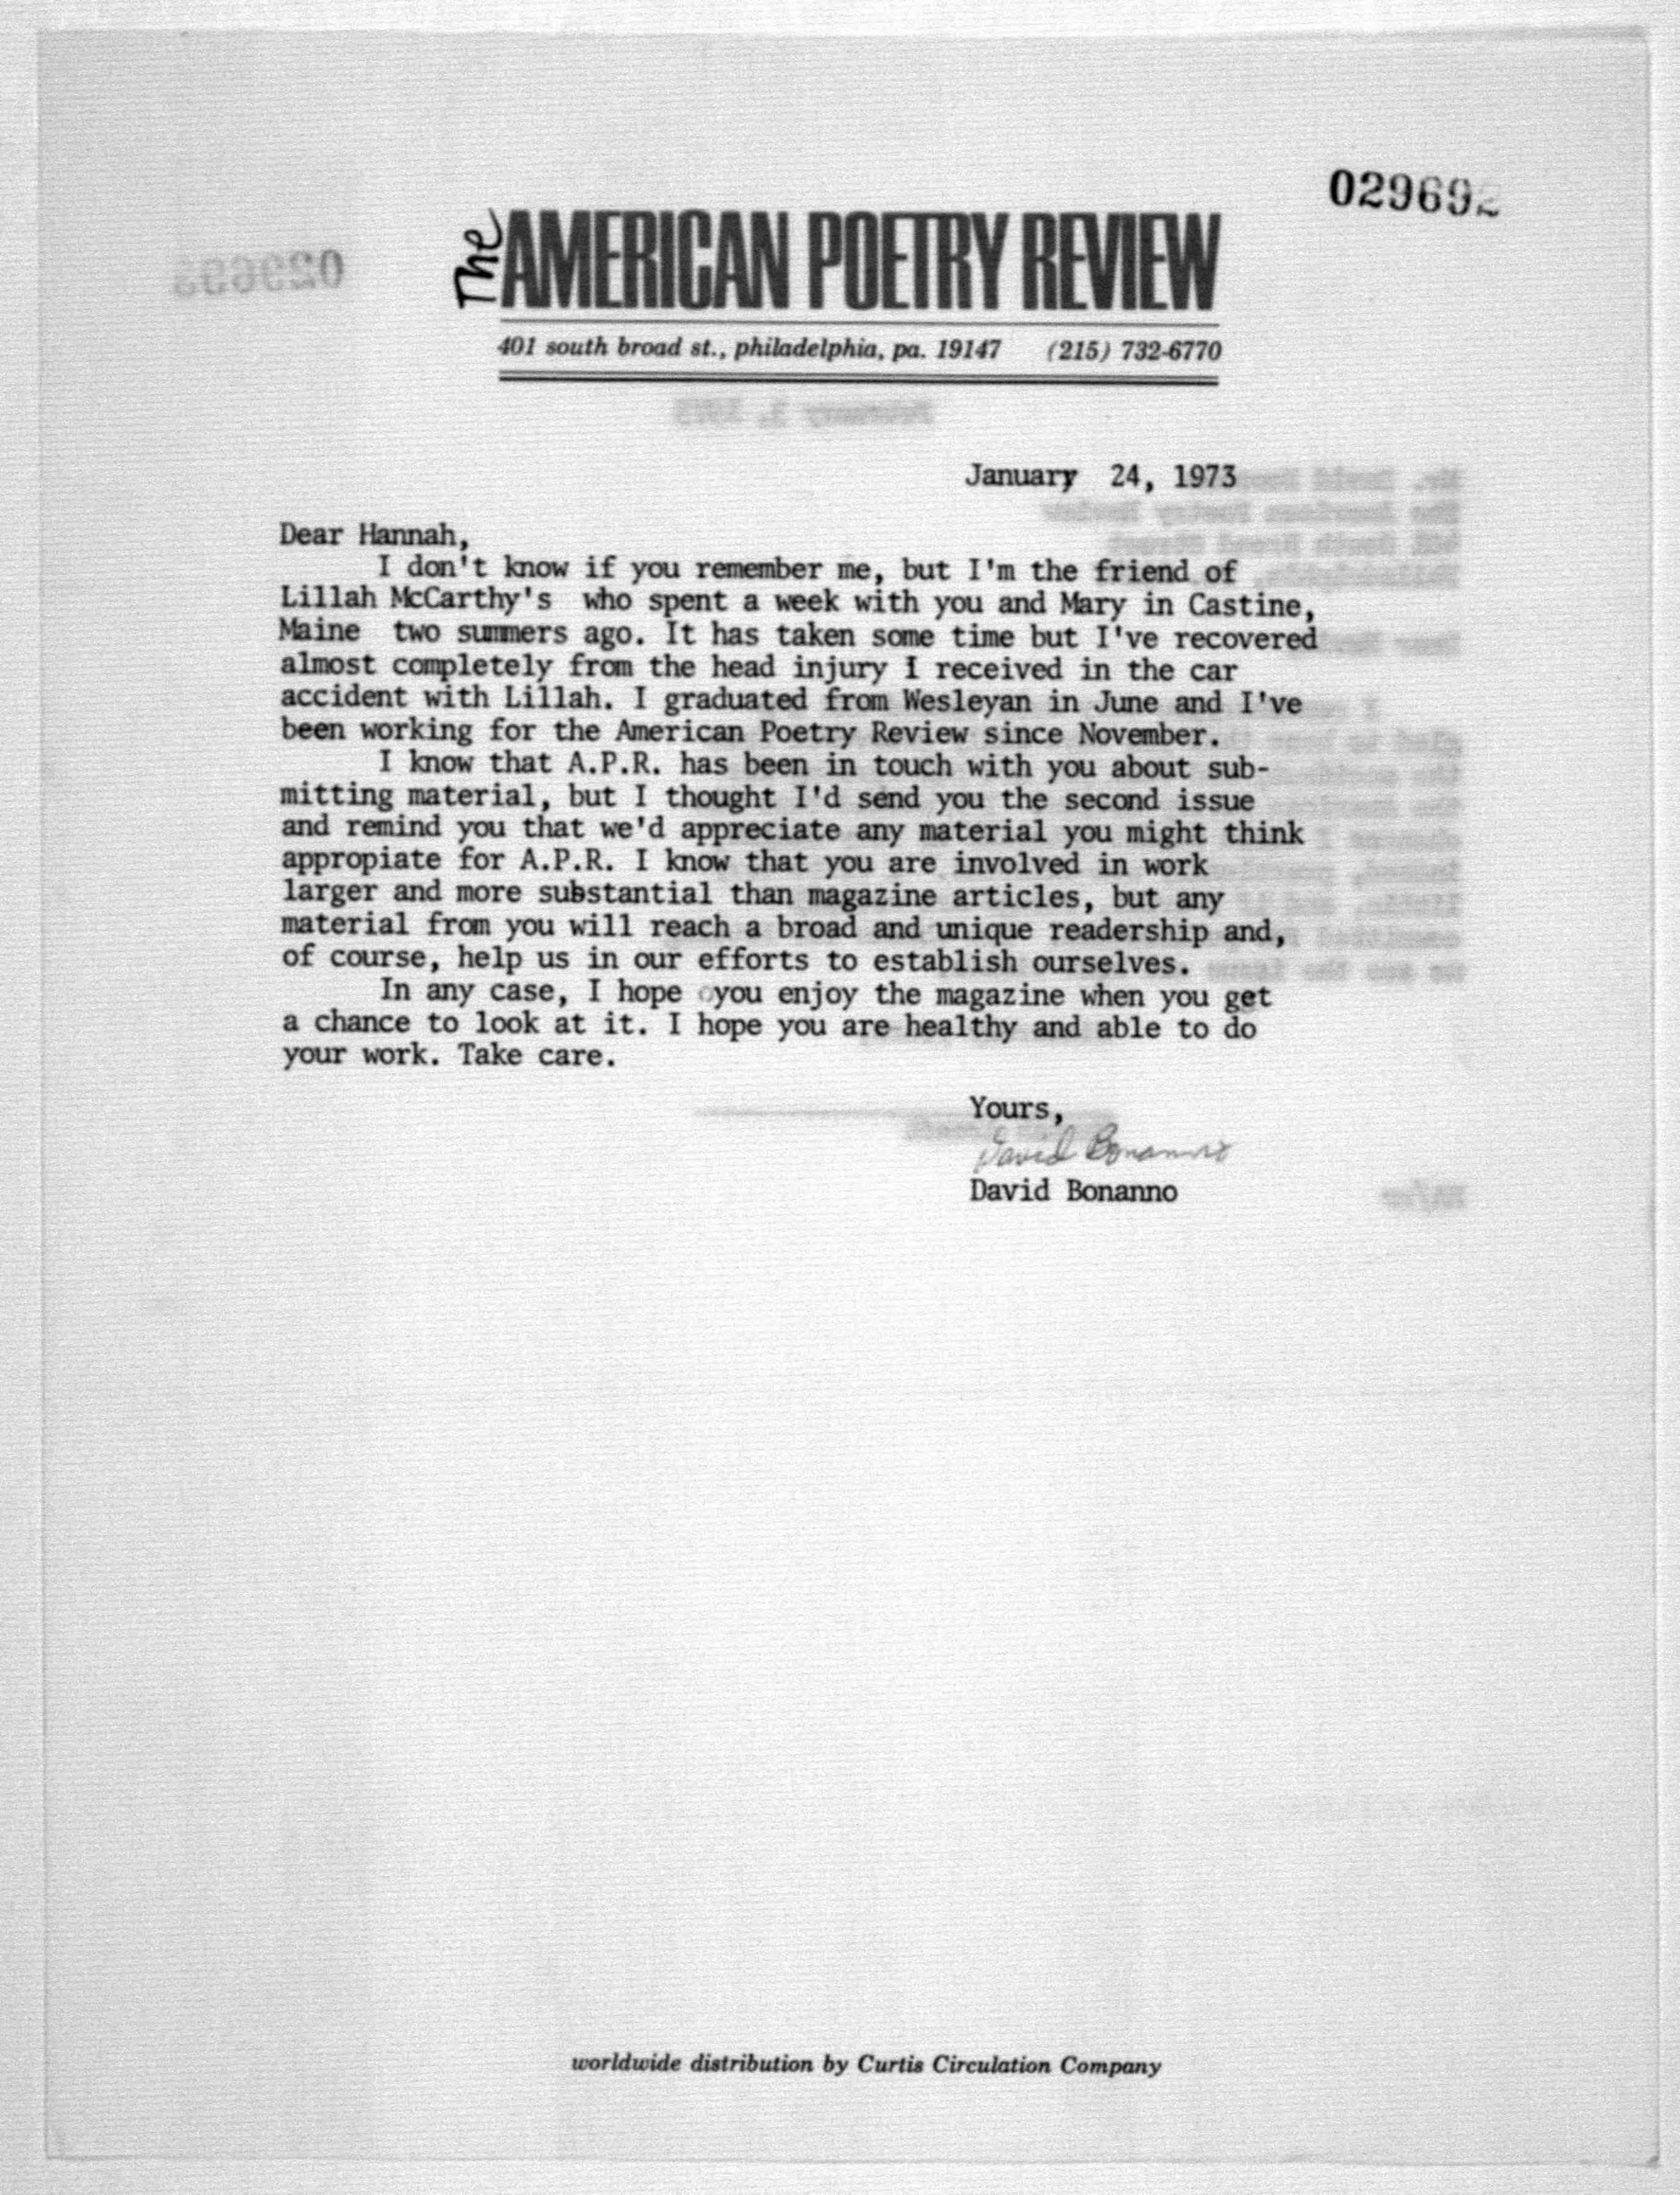 029692
The AMERICAN POETRY REVIEW
401 south broad st., philadelphia, pa. 19147 (215) 732-6770
January 24, 1973
Dear Hannah,
I don't know if you remember me, but I'm the friend of
Lillah McCarthy's who spent a week with you and Mary in Castine,
Maine two summers ago. It has taken some time but I've recovered
almost completely from the head injury I received in the car
accident with Lillah. I graduated from Wesleyan in June and I've
been working for the American Poetry Review since November.
I know that A.P.R. has been in touch with you about sub-
mitting material, but I thought I'd send you the second issue
and remind you that we'd appreciate any material you might think
appropiate for A.P.R. I know that you are involved in work
larger and more substantial than magazine articles, but any
material from you will reach a broad and unique readership and,
of course, help us in our efforts to establish ourselves.
In any case, I hope you enjoy the magazine when you get
a chance to look at it. I hope you are healthy and able to do
your work. Take care.
Yours,
David Bonanno
David Bonanno
worldwide distribution by Curtis Circulation Company